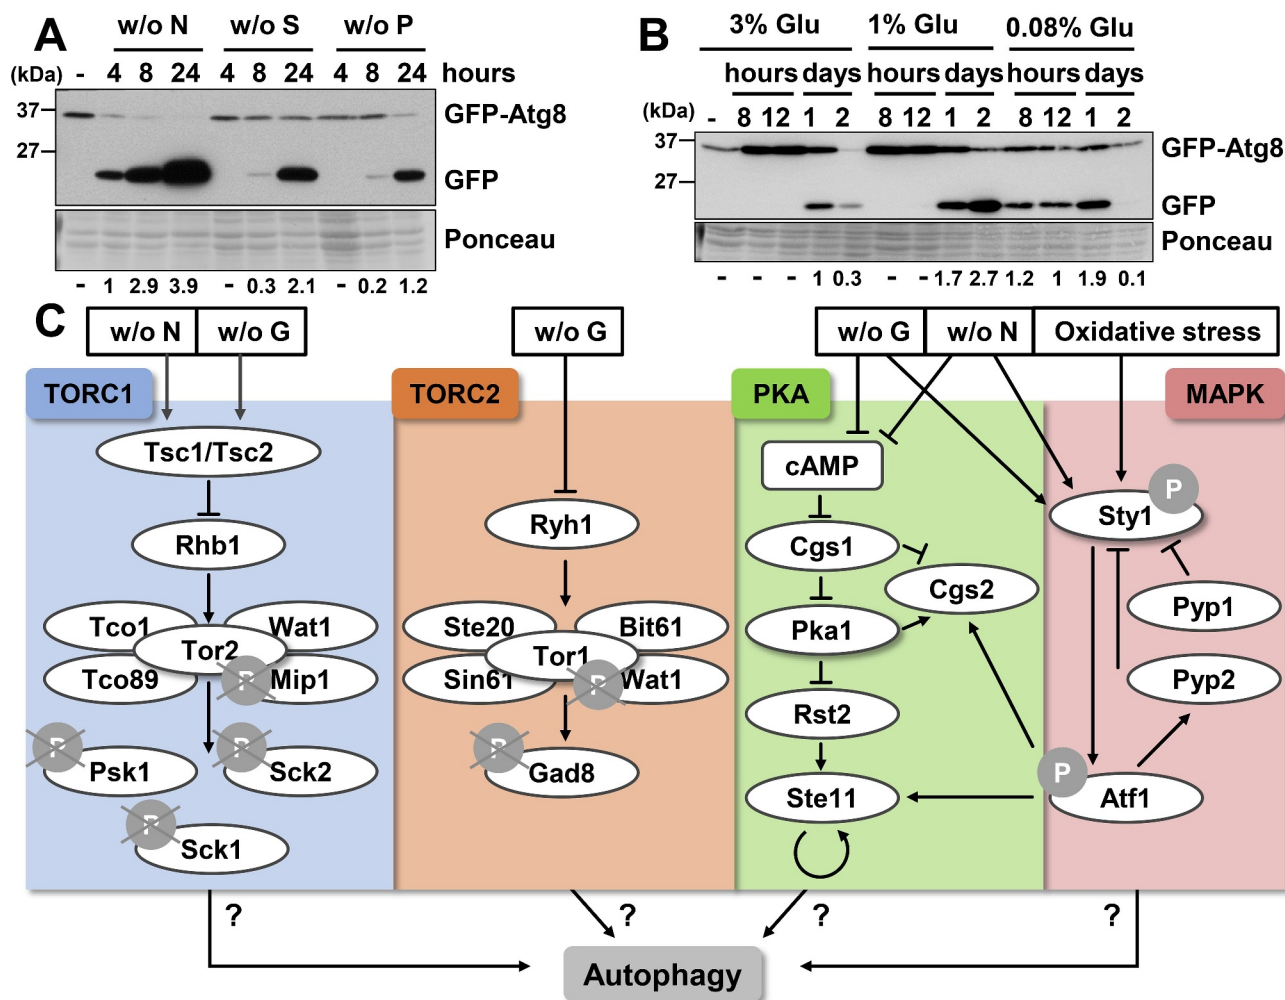 A
w/o N w/o S w/o P
(kDa) - 4 8 24 4 8 24 4 8 24 hours
37
GFP-Atg8
27
GFP
Ponceau
- 1 2.9 3.9 - 0.3 2.1 - 0.2 1.2
B
3% Glu 1% Glu 0.08% Glu
hours days hours days hours days
(kDa) - 8 12 1 2 8 12 1 2 8 12 1 2
37
GFP-Atg8
27
GFP
Ponceau
- - - 1 0.3 - - 1.7 2.7 1.2 1 1.9 0.1
C
w/o N w/o G w/o G w/o G w/o N Oxidative stress
TORC1 TORC2 PKA MAPK
Tsc1/Tsc2
Rhb1
Tco1 Wat1
Tor2
Tco89 P Mip1
P Psk1 P Sck2
P Sck1
Ryh1
Ste20 Bit61
Tor1
Sin61 P Wat1
P Gad8
cAMP
Cgs1
Cgs2
Pka1
Rst2
Ste11
P
Sty1
Pyp1
Pyp2
P
Atf1
? ? ? ?
Autophagy